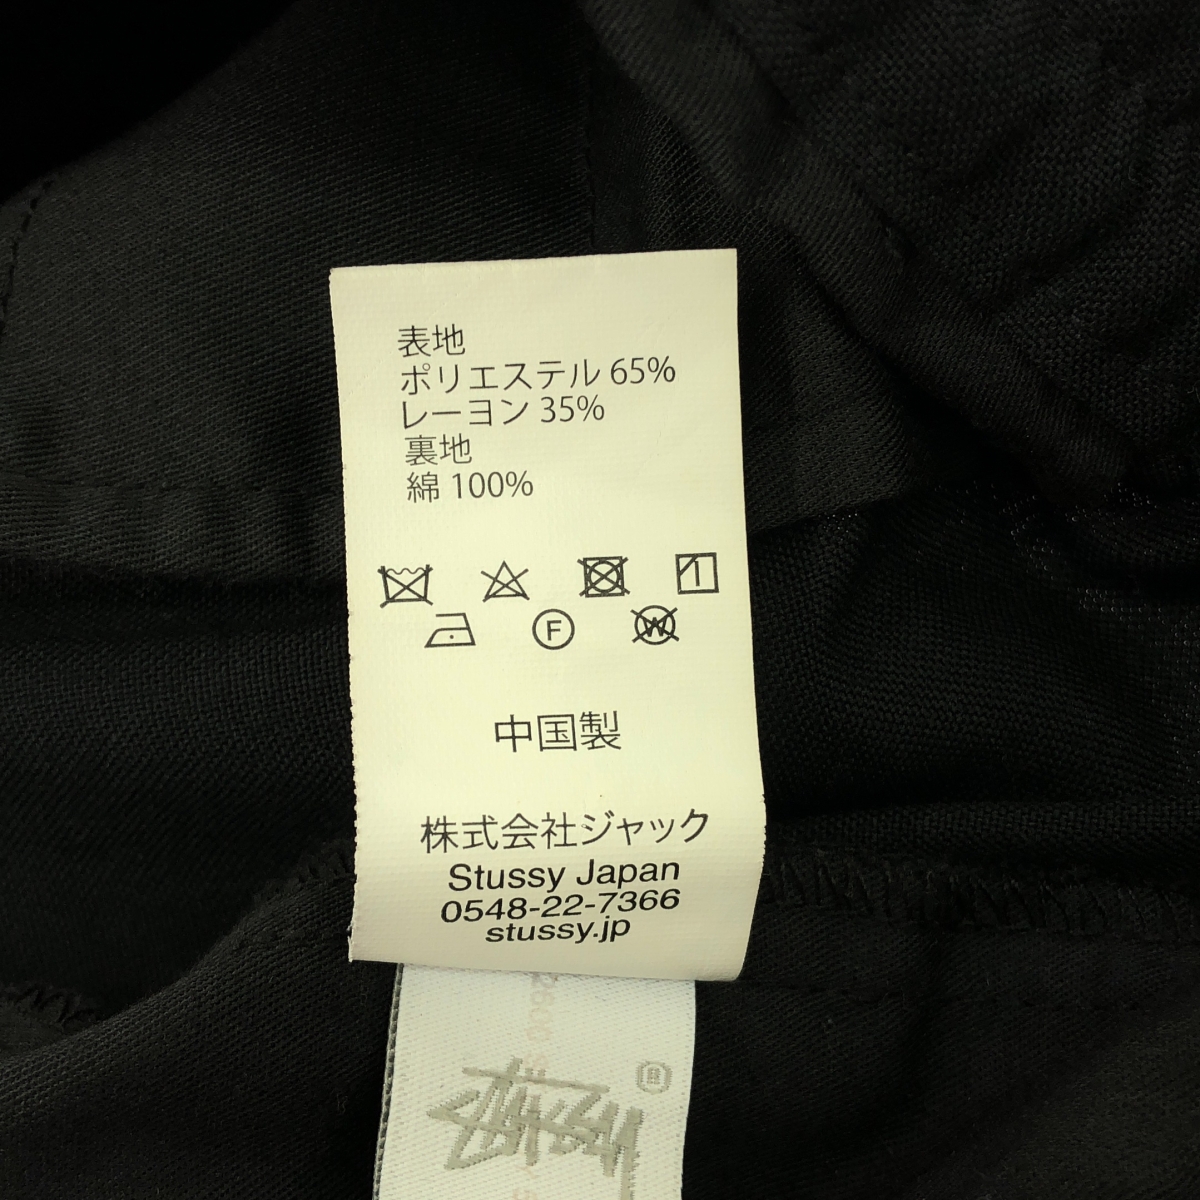 表地
ポリエステル 65%
レーヨン 35%
裏地
綿 100%
F
W
中国製
株式会社ジャック
Stussy Japan
0548-22-7366
stussy.jp
®